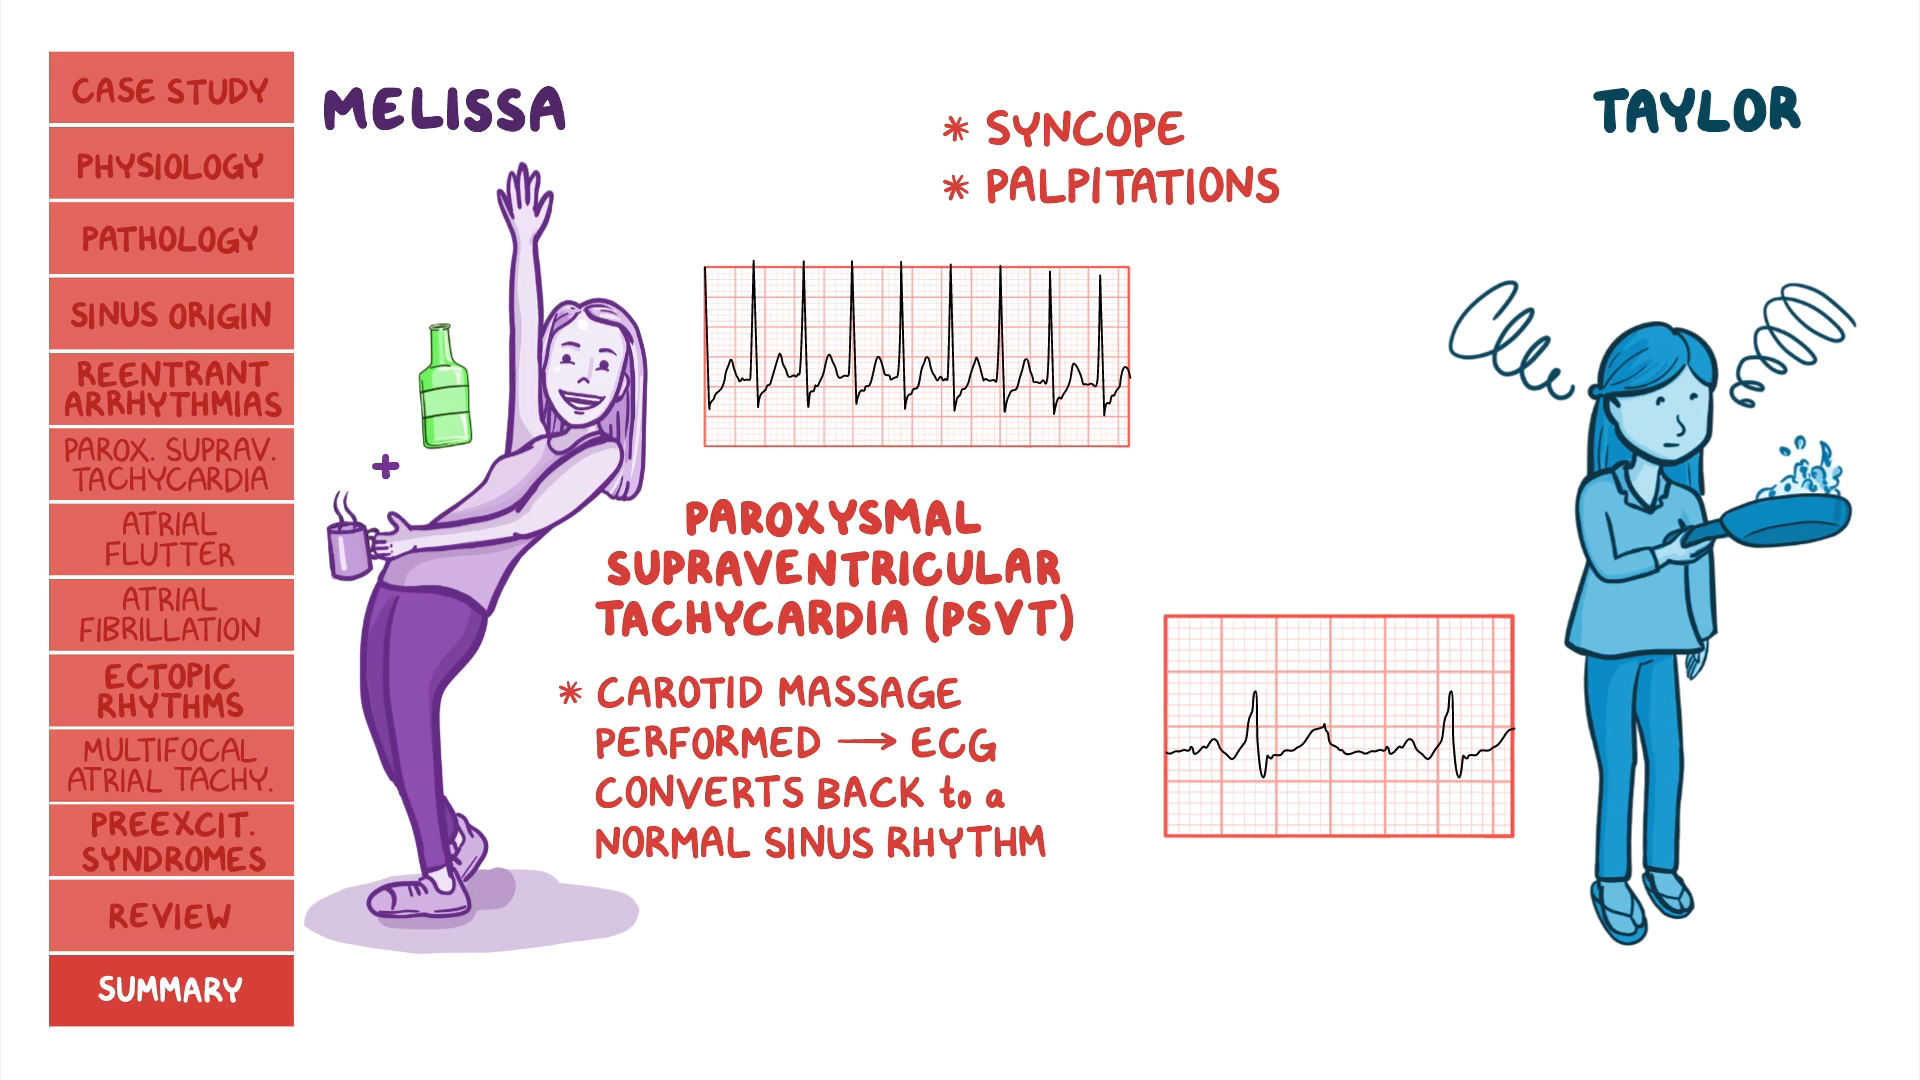 CASE STUDY
PHYSIOLOGY
PATHOLOGY
SINUS ORIGIN
REENTRANT
ARRHYTHMIAS
PAROX. SUPRAV.
TACHYCARDIA
ATRIAL
FLUTTER
ATRIAL
FIBRILLATION
ECTOPIC
RHYTHMS
MULTIFOCAL
ATRIAL TACHY.
PREEXCIT.
SYNDROMES
REVIEW
SUMMARY
MELISSA
+
* SYNCOPE
* PALPITATIONS
PAROXYSMAL
SUPRAVENTRICULAR
TACHYCARDIA (PSVT)
* CAROTID MASSAGE
PERFORMED → ECG
CONVERTS BACK to a
NORMAL SINUS RHYTHM
TAYLOR